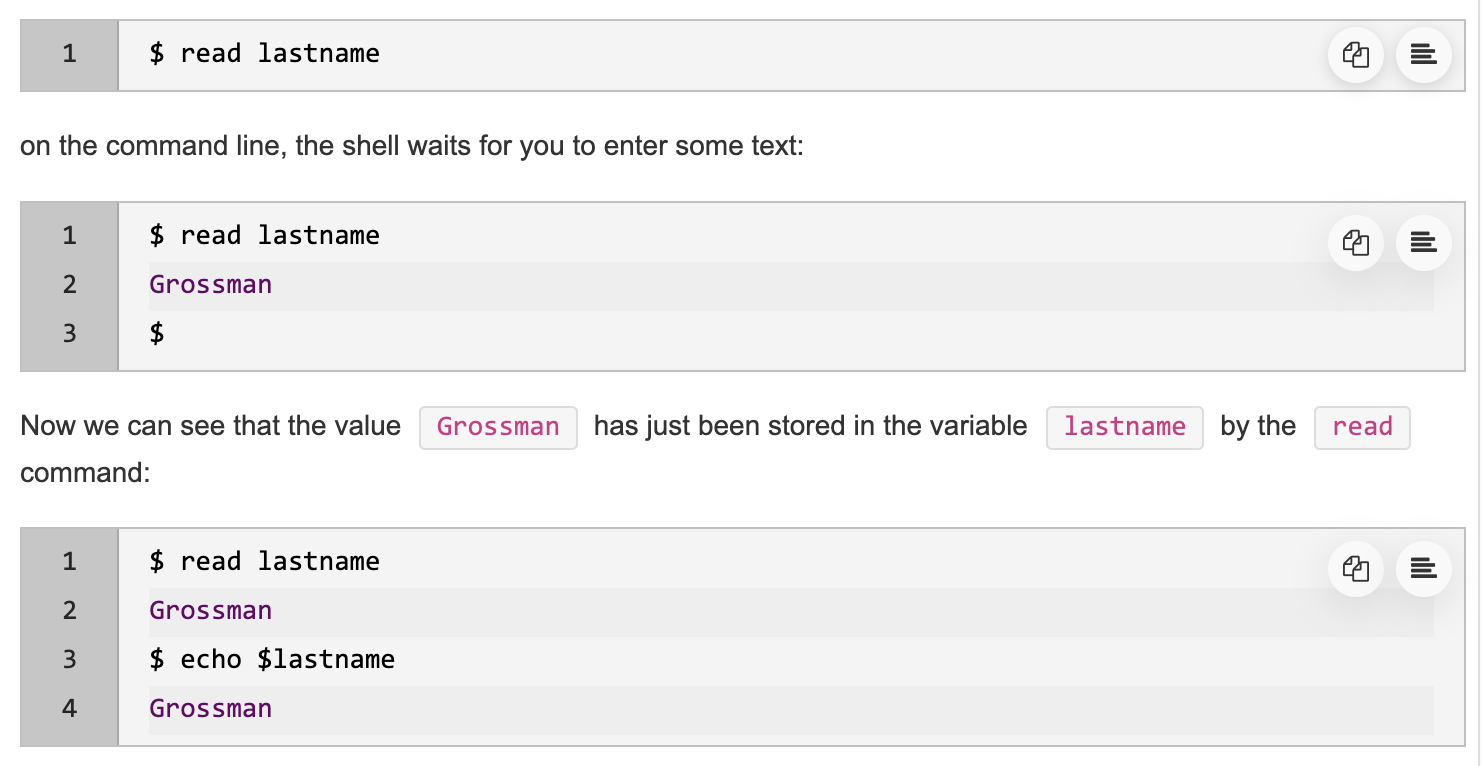 1 $ read lastname
on the command line, the shell waits for you to enter some text:
1 $ read lastname
2 Grossman
3 $
Now we can see that the value Grossman has just been stored in the variable lastname by the read
command:
1 $ read lastname
2 Grossman
3 $ echo $lastname
4 Grossman